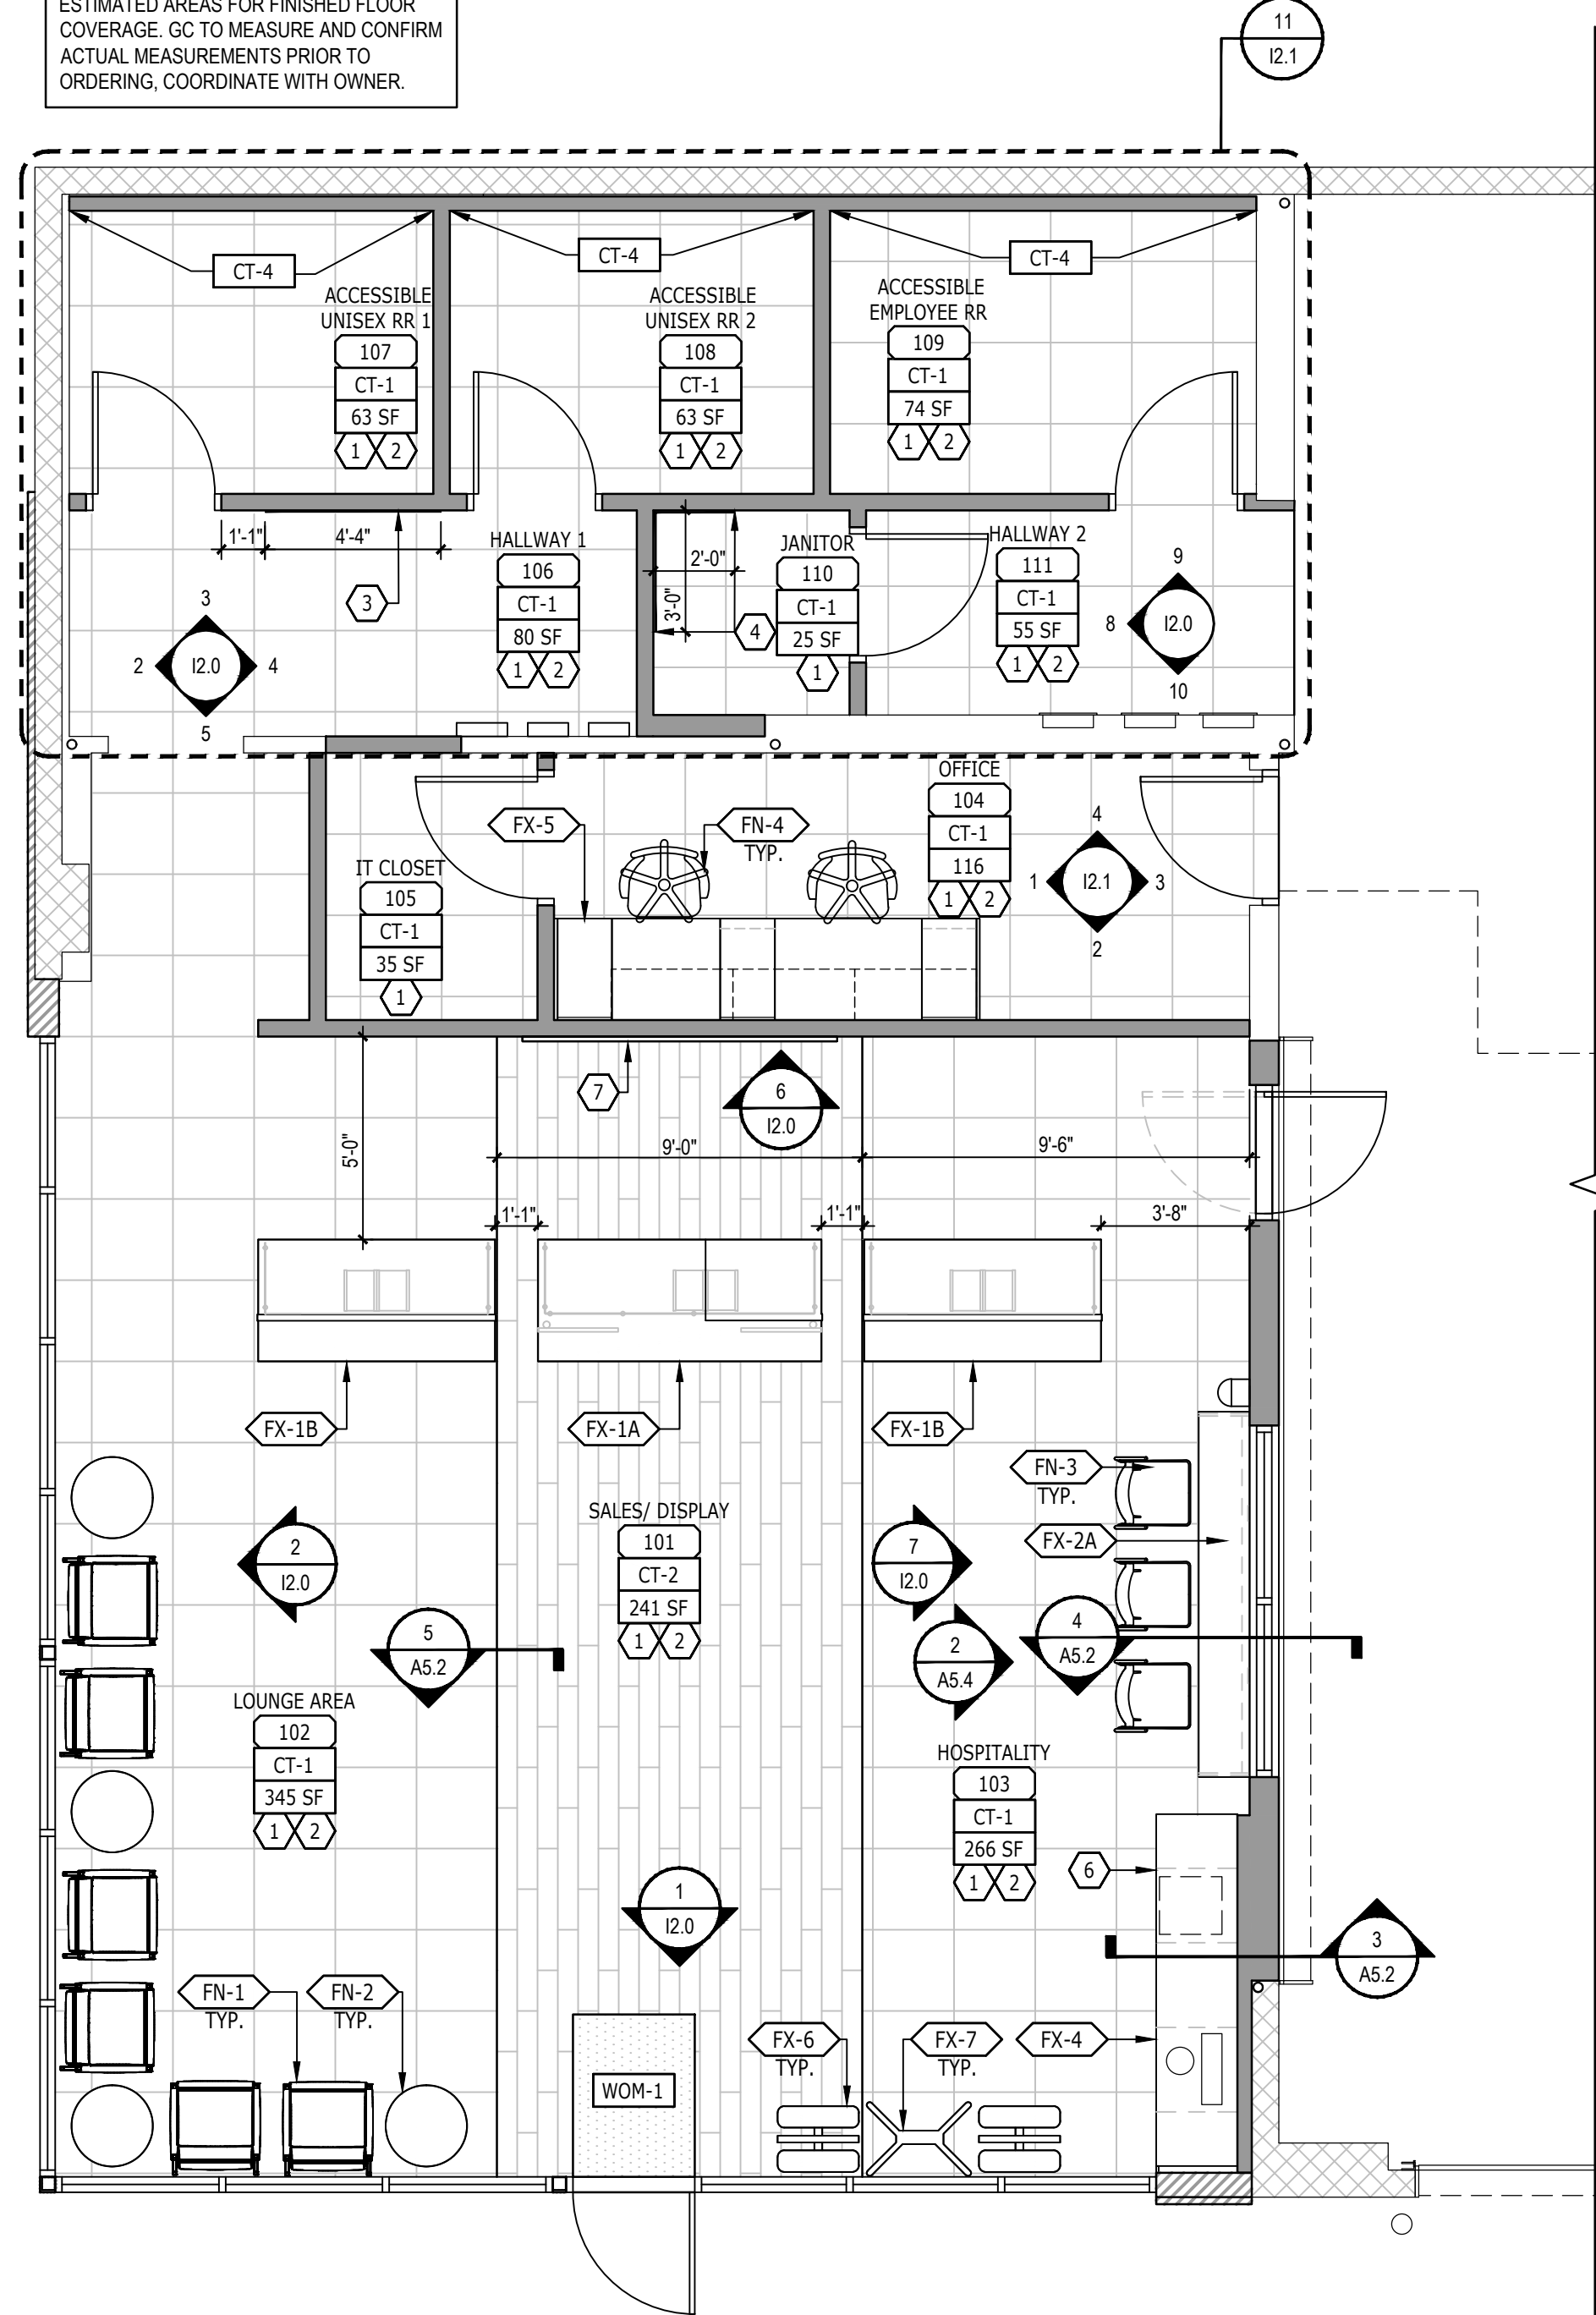 ESTIMATED AREAS FOR FINISHED FLOOR
COVERAGE. GC TO MEASURE AND CONFIRM
ACTUAL MEASUREMENTS PRIOR TO
ORDERING, COORDINATE WITH OWNER.
11
I2.1
CT-4
CT-4
CT-4
ACCESSIBLE
UNISEX RR 1
107
CT-1
63 SF
1 2
ACCESSIBLE
UNISEX RR 2
108
CT-1
63 SF
1 2
ACCESSIBLE
EMPLOYEE RR
109
CT-1
74 SF
1 2
1'-1"
4'-4"
3
HALLWAY 1
106
CT-1
80 SF
1 2
2'-0"
3'-0"
4
JANITOR
110
CT-1
25 SF
1
HALLWAY 2
111
CT-1
55 SF
1 2
3
2 I2.0 4
5
9
8 I2.0
10
OFFICE
104
CT-1
116
1 2
FX-5
FN-4
TYP.
4
1 I2.1 3
2
IT CLOSET
105
CT-1
35 SF
1
7
6
I2.0
5'-0"
9'-0"
9'-6"
1'-1"
1'-1"
3'-8"
FX-1B
FX-1A
FX-1B
FN-3
TYP.
FX-2A
SALES/ DISPLAY
101
CT-2
241 SF
1 2
2
I2.0
7
I2.0
5
A5.2
2
A5.4
4
A5.2
LOUNGE AREA
102
CT-1
345 SF
1 2
HOSPITALITY
103
CT-1
266 SF
1 2
6
1
I2.0
3
A5.2
FN-1
TYP.
FN-2
TYP.
FX-6
TYP.
FX-7
TYP.
FX-4
WOM-1